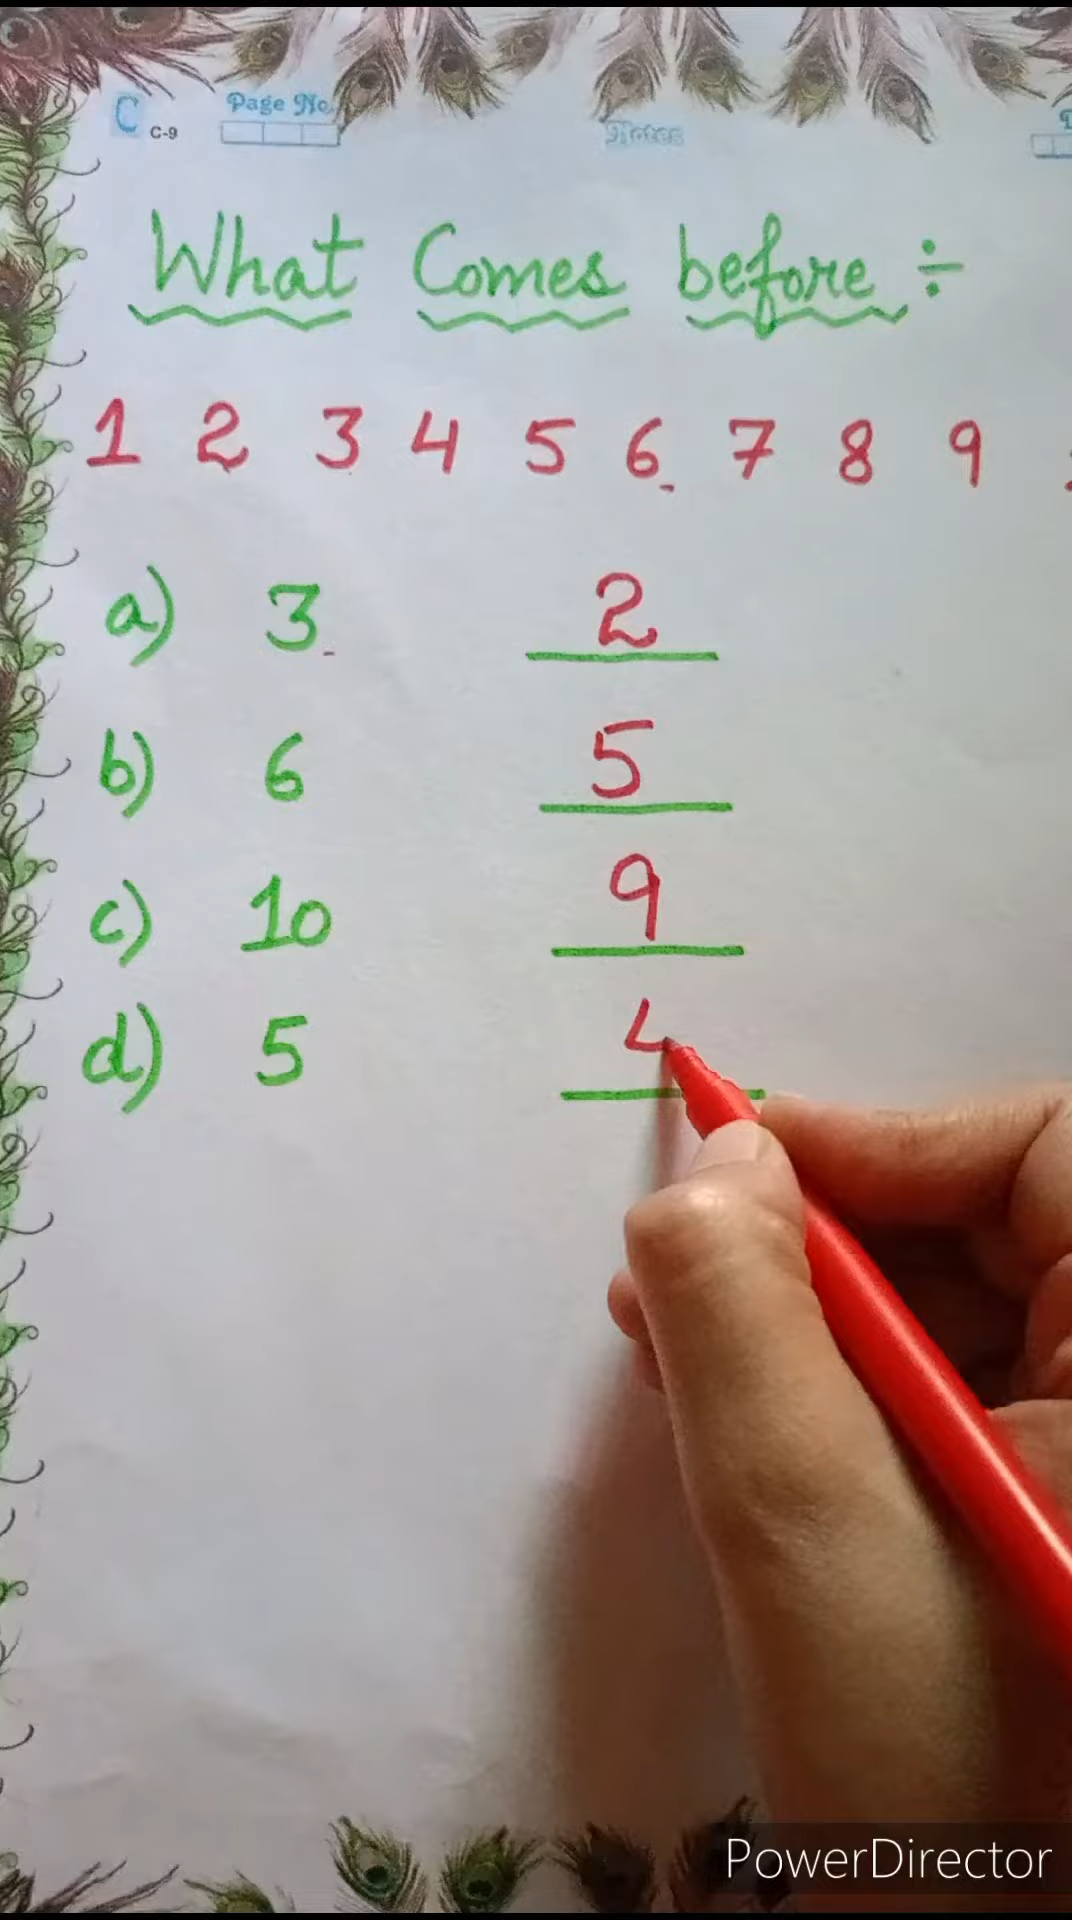 C C-9 Page No.
What Comes before ÷
1 2 3 4 5 6 7 8 9
a) 3 2
b) 6 5
c) 10 9
d) 5 4
PowerDirector